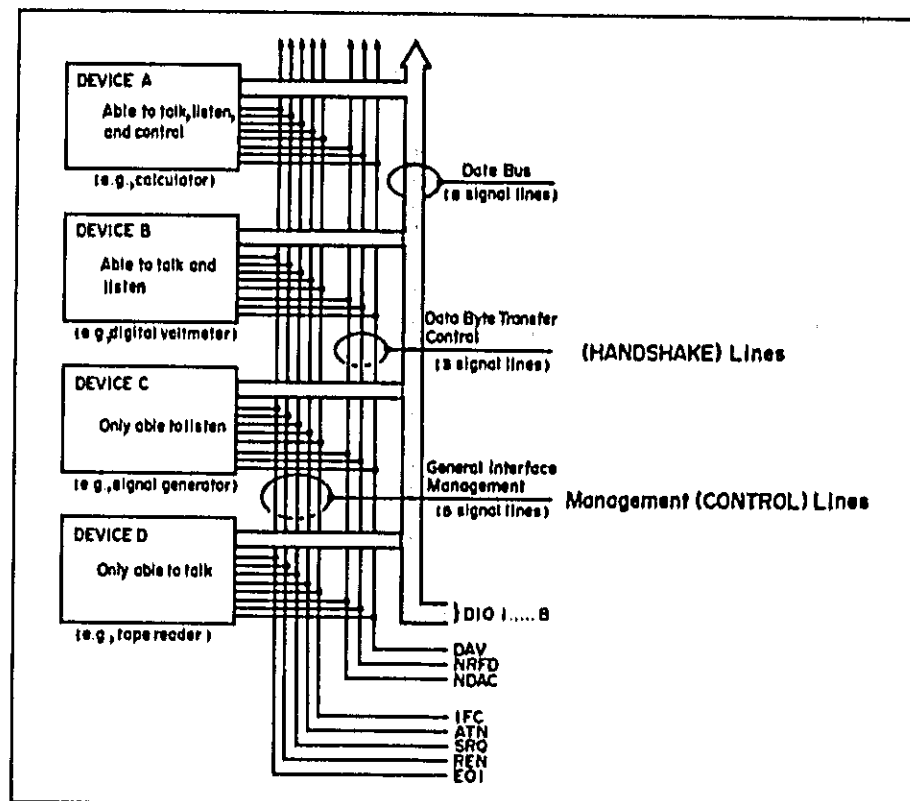 DEVICE A
Able to talk, listen,
and control
(e.g., calculator)
Date Bus
(8 signal lines)
DEVICE B
Able to talk and
listen
(e.g., digital voltmeter)
Data Byte Transfer
Control
(3 signal lines)
(HANDSHAKE) Lines
DEVICE C
Only able to listen
(e.g., signal generator)
General Interface
Management
(5 signal lines)
Management (CONTROL) Lines
DEVICE D
Only able to talk
(e.g., tape reader)
} DIO 1....8
DAV
NRFD
NDAC
IFC
ATN
SRQ
REN
EOI